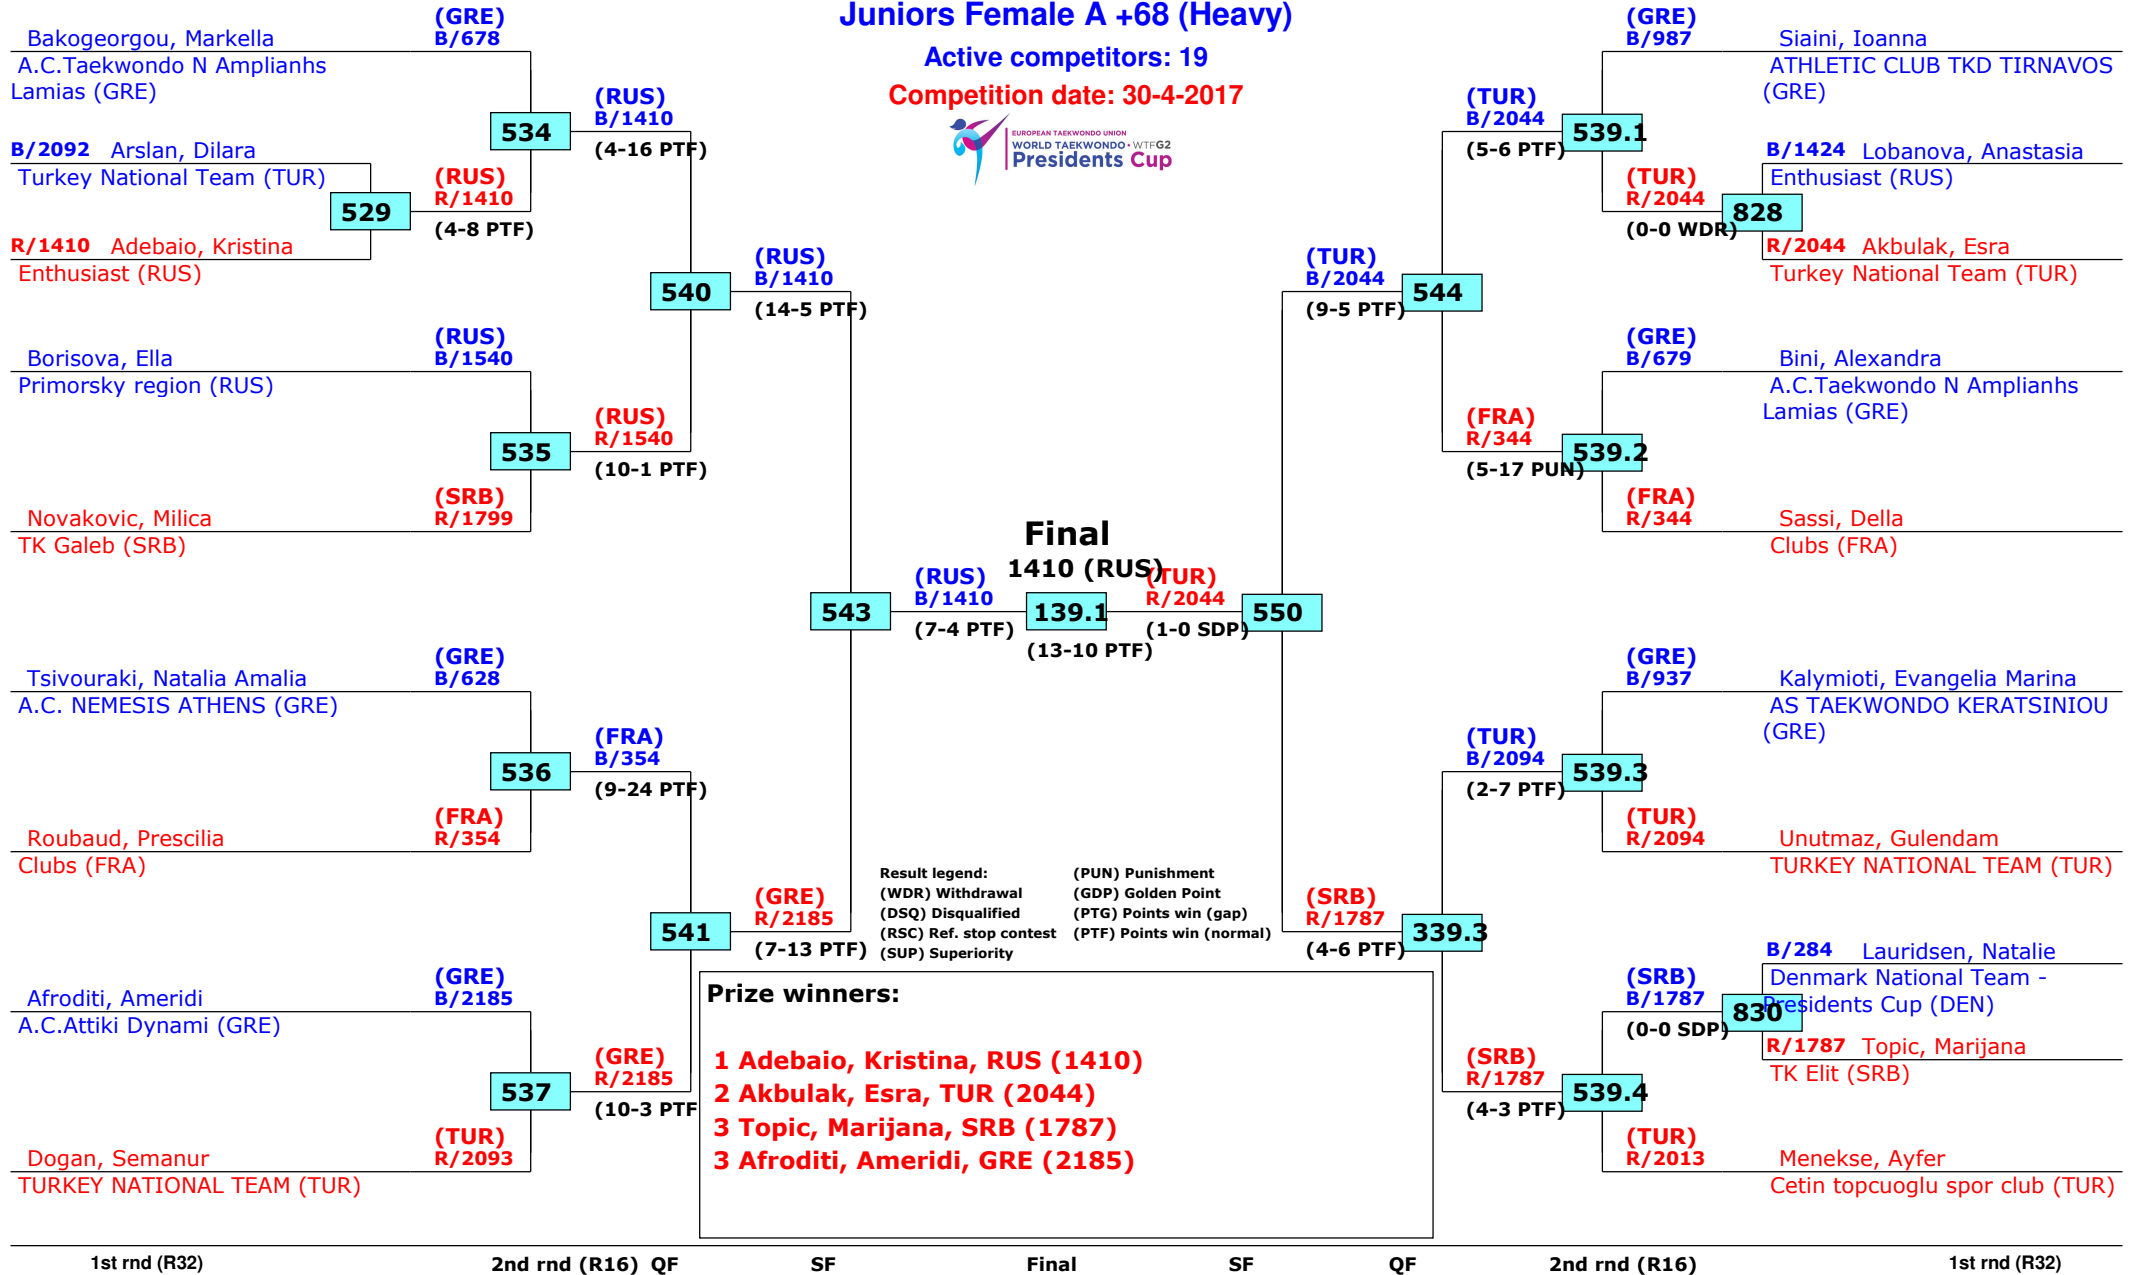 Juniors Female A +68 (Heavy)
Active competitors: 19
Competition date: 30-4-2017
EUROPEAN TAEKWONDO UNION
WORLD TAEKWONDO • WTFG2
Presidents Cup
(GRE)
Bakogeorgou, Markella B/678
A.C.Taekwondo N Amplianhs
Lamias (GRE)
534
(RUS)
B/1410
(4-16 PTF)
B/2092 Arslan, Dilara
Turkey National Team (TUR)
529
(RUS)
R/1410
(4-8 PTF)
R/1410 Adebaio, Kristina
Enthusiast (RUS)
540
(RUS)
B/1410
(14-5 PTF)
(RUS)
Borisova, Ella B/1540
Primorsky region (RUS)
535
(RUS)
R/1540
(10-1 PTF)
(SRB)
Novakovic, Milica R/1799
TK Galeb (SRB)
543
(RUS)
B/1410
(7-4 PTF)
(GRE)
Tsivouraki, Natalia Amalia B/628
A.C. NEMESIS ATHENS (GRE)
536
(FRA)
B/354
(9-24 PTF)
(FRA)
Roubaud, Prescilia R/354
Clubs (FRA)
541
(GRE)
R/2185
(7-13 PTF)
(GRE)
Afroditi, Ameridi B/2185
A.C.Attiki Dynami (GRE)
537
(GRE)
R/2185
(10-3 PTF
(TUR)
Dogan, Semanur R/2093
TURKEY NATIONAL TEAM (TUR)
Final
1410 (RUS)
139.1
(13-10 PTF)
(TUR)
R/2044
(1-0 SDP)
550
(GRE)
B/987 Siaini, Ioanna
ATHLETIC CLUB TKD TIRNAVOS
(GRE)
(TUR)
B/2044
(5-6 PTF)
539.1
B/1424 Lobanova, Anastasia
Enthusiast (RUS)
(TUR)
R/2044
(0-0 WDR)
828
R/2044 Akbulak, Esra
Turkey National Team (TUR)
(TUR)
B/2044
(9-5 PTF)
544
(GRE)
B/679 Bini, Alexandra
A.C.Taekwondo N Amplianhs
Lamias (GRE)
(FRA)
R/344
(5-17 PUN)
539.2
(FRA)
R/344 Sassi, Della
Clubs (FRA)
(GRE)
B/937 Kalymioti, Evangelia Marina
AS TAEKWONDO KERATSINIOU
(GRE)
(TUR)
B/2094
(2-7 PTF)
539.3
(TUR)
R/2094 Unutmaz, Gulendam
TURKEY NATIONAL TEAM (TUR)
(SRB)
R/1787
(4-6 PTF)
339.3
B/284 Lauridsen, Natalie
Denmark National Team -
Presidents Cup (DEN)
(SRB)
B/1787
(0-0 SDP)
830
R/1787 Topic, Marijana
TK Elit (SRB)
(SRB)
R/1787
(4-3 PTF)
539.4
(TUR)
R/2013 Menekse, Ayfer
Cetin topcuoglu spor club (TUR)
Result legend: (PUN) Punishment
(WDR) Withdrawal (GDP) Golden Point
(DSQ) Disqualified (PTG) Points win (gap)
(RSC) Ref. stop contest (PTF) Points win (normal)
(SUP) Superiority
Prize winners:
1 Adebaio, Kristina, RUS (1410)
2 Akbulak, Esra, TUR (2044)
3 Topic, Marijana, SRB (1787)
3 Afroditi, Ameridi, GRE (2185)
1st rnd (R32) 2nd rnd (R16) QF SF Final SF QF 2nd rnd (R16) 1st rnd (R32)